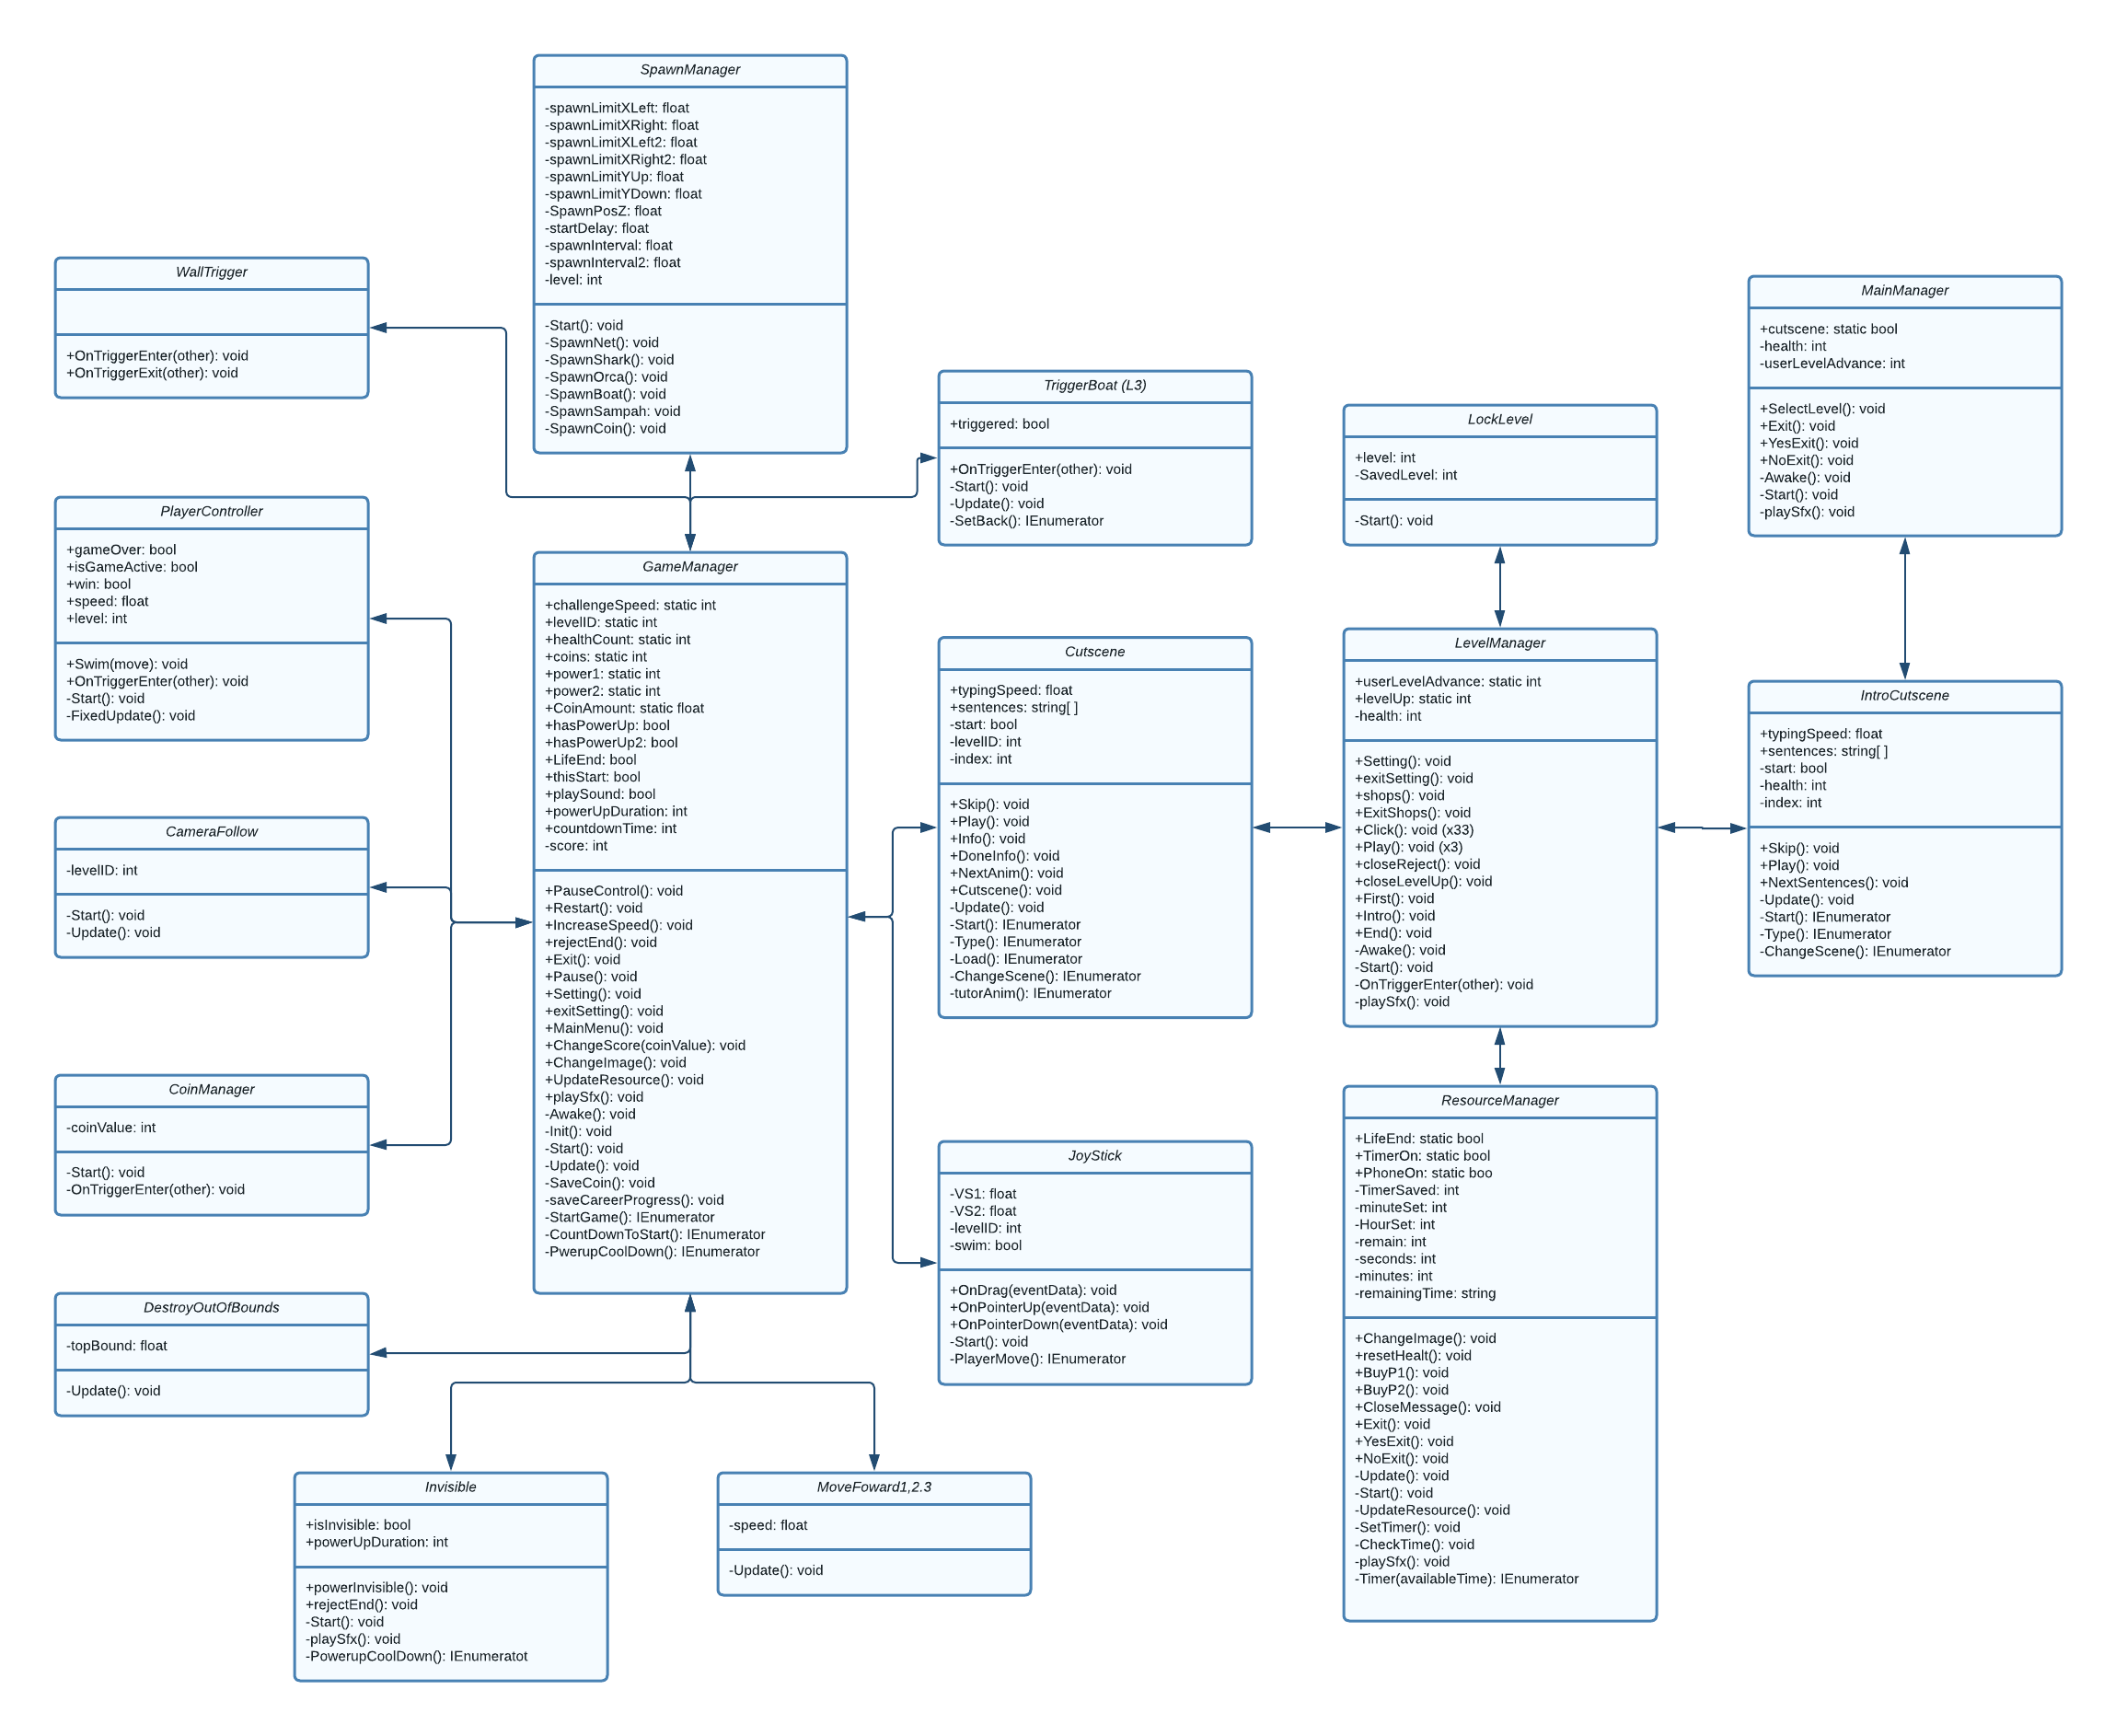 SpawnManager
-spawnLimitXLeft: float
-spawnLimitXRight: float
-spawnLimitXLeft2: float
-spawnLimitXRight2: float
-spawnLimitYUp: float
-spawnLimitYDown: float
-SpawnPosZ: float
-startDelay: float
-spawnInterval: float
-spawnInterval2: float
-level: int
-Start(): void
-SpawnNet(): void
-SpawnShark(): void
-SpawnOrca(): void
-SpawnBoat(): void
-SpawnSampah: void
-SpawnCoin(): void
WallTrigger
+OnTriggerEnter(other): void
+OnTriggerExit(other): void
MainManager
+cutscene: static bool
-health: int
-userLevelAdvance: int
+SelectLevel(): void
+Exit(): void
+YesExit(): void
+NoExit(): void
-Awake(): void
-Start(): void
-playSfx(): void
TriggerBoat (L3)
+triggered: bool
+OnTriggerEnter(other): void
-Start(): void
-Update(): void
-SetBack(): IEnumerator
LockLevel
+level: int
-SavedLevel: int
-Start(): void
PlayerController
+gameOver: bool
+isGameActive: bool
+win: bool
+speed: float
+level: int
+Swim(move): void
+OnTriggerEnter(other): void
-Start(): void
-FixedUpdate(): void
GameManager
+challengeSpeed: static int
+levelID: static int
+healthCount: static int
+coins: static int
+power1: static int
+power2: static int
+CoinAmount: static float
+hasPowerUp: bool
+hasPowerUp2: bool
+LifeEnd: bool
+thisStart: bool
+playSound: bool
+powerUpDuration: int
+countdownTime: int
-score: int
+PauseControl(): void
+Restart(): void
+IncreaseSpeed(): void
+rejectEnd(): void
+Exit(): void
+Pause(): void
+Setting(): void
+exitSetting(): void
+MainMenu(): void
+ChangeScore(coinValue): void
+ChangeImage(): void
+UpdateResource(): void
+playSfx(): void
-Awake(): void
-Init(): void
-Start(): void
-Update(): void
-SaveCoin(): void
-saveCareerProgress(): void
-StartGame(): IEnumerator
-CountDownToStart(): IEnumerator
-PwerupCoolDown(): IEnumerator
Cutscene
+typingSpeed: float
+sentences: string[ ]
-start: bool
-levelID: int
-index: int
+Skip(): void
+Play(): void
+Info(): void
+DoneInfo(): void
+NextAnim(): void
+Cutscene(): void
-Update(): void
-Start(): IEnumerator
-Type(): IEnumerator
-Load(): IEnumerator
-ChangeScene(): IEnumerator
-tutorAnim(): IEnumerator
LevelManager
+userLevelAdvance: static int
+levelUp: static int
-health: int
+Setting(): void
+exitSetting(): void
+shops(): void
+ExitShops(): void
+Click(): void (x33)
+Play(): void (x3)
+closeReject(): void
+closeLevelUp(): void
+First(): void
+Intro(): void
+End(): void
-Awake(): void
-Start(): void
-OnTriggerEnter(other): void
-playSfx(): void
IntroCutscene
+typingSpeed: float
+sentences: string[ ]
-start: bool
-health: int
-index: int
+Skip(): void
+Play(): void
+NextSentences(): void
-Update(): void
-Start(): IEnumerator
-Type(): IEnumerator
-ChangeScene(): IEnumerator
CameraFollow
-levelID: int
-Start(): void
-Update(): void
CoinManager
-coinValue: int
-Start(): void
-OnTriggerEnter(other): void
JoyStick
-VS1: float
-VS2: float
-levelID: int
-swim: bool
+OnDrag(eventData): void
+OnPointerUp(eventData): void
+OnPointerDown(eventData): void
-Start(): void
-PlayerMove(): IEnumerator
ResourceManager
+LifeEnd: static bool
+TimerOn: static bool
+PhoneOn: static boo
-TimerSaved: int
-minuteSet: int
-HourSet: int
-remain: int
-seconds: int
-minutes: int
-remainingTime: string
+ChangeImage(): void
+resetHealt(): void
+BuyP1(): void
+BuyP2(): void
+CloseMessage(): void
+Exit(): void
+YesExit(): void
+NoExit(): void
-Update(): void
-Start(): void
-UpdateResource(): void
-SetTimer(): void
-CheckTime(): void
-playSfx(): void
-Timer(availableTime): IEnumerator
DestroyOutOfBounds
-topBound: float
-Update(): void
Invisible
+isInvisible: bool
+powerUpDuration: int
+powerInvisible(): void
+rejectEnd(): void
-Start(): void
-playSfx(): void
-PowerupCoolDown(): IEnumeratot
MoveFoward1,2.3
-speed: float
-Update(): void